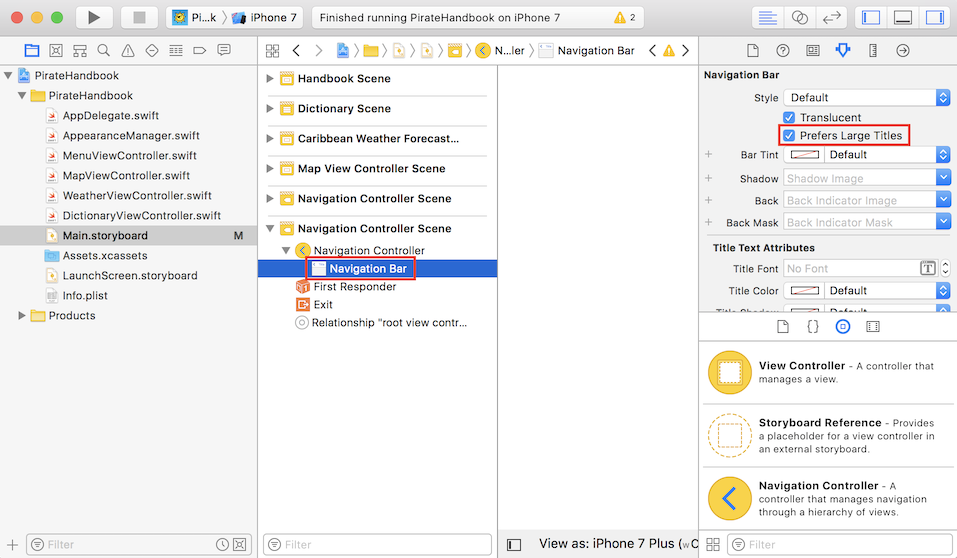 Pi...k
iPhone 7
Finished running PirateHandbook on iPhone 7
2
N...ler
Navigation Bar
PirateHandbook
PirateHandbook
AppDelegate.swift
AppearanceManager.swift
MenuViewController.swift
MapViewController.swift
WeatherViewController.swift
DictionaryViewController.swift
Main.storyboard
M
Assets.xcassets
LaunchScreen.storyboard
Info.plist
Products
Filter
Handbook Scene
Dictionary Scene
Caribbean Weather Forecast...
Map View Controller Scene
Navigation Controller Scene
Navigation Controller Scene
Navigation Controller
Navigation Bar
First Responder
Exit
Relationship "root view contr...
Filter
View as: iPhone 7 Plus (wC
Navigation Bar
Style
Default
Translucent
Prefers Large Titles
Bar Tint
Default
Shadow
Shadow Image
Back
Back Indicator Image
Back Mask
Back Indicator Mask
Title Text Attributes
Title Font
No Font
T
Title Color
Default
Title Shadow
Default
{}
View Controller - A controller that
manages a view.
Storyboard Reference - Provides
a placeholder for a view controller in
an external storyboard.
Navigation Controller - A
controller that manages navigation
through a hierarchy of views.
Filter